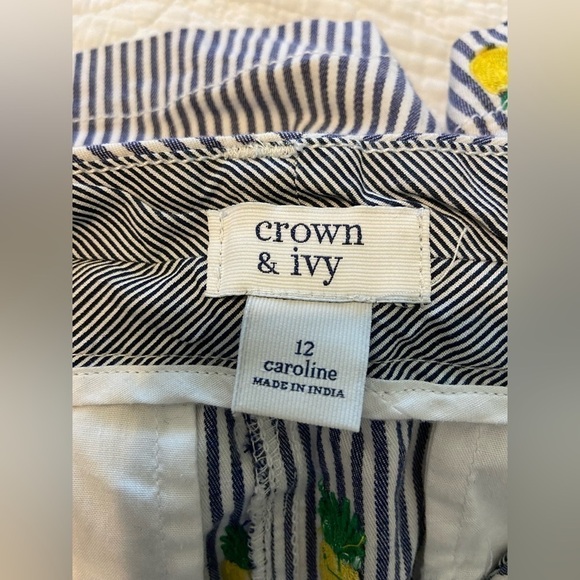 crown
& ivy
12
caroline
MADE IN INDIA